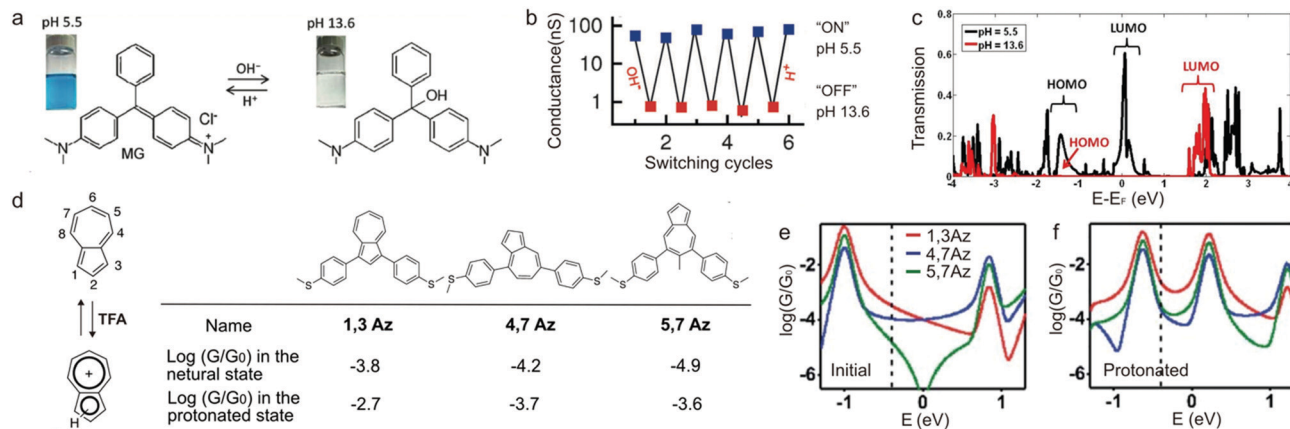 a
pH 5.5
pH 13.6
OH⁻
H⁺
OH
Cl-
N
N
+
MG
N
N
b
Conductance(nS)
100
10
1
OH⁻
H⁺
0
2
4
6
Switching cycles
“ON”
pH 5.5
“OFF”
pH 13.6
c
Transmission
0.8
0.6
0.4
0.2
0
pH = 5.5
pH = 13.6
HOMO
HOMO
LUMO
LUMO
-4
-3
-2
-1
0
1
2
3
4
E-EF (eV)
d
6
7
5
8
4
1
3
2
TFA
+
H
S
S
S
S
S
S
Name
1,3 Az
4,7 Az
5,7 Az
Log (G/G0) in the
netural state
-3.8
-4.2
-4.9
Log (G/G0) in the
protonated state
-2.7
-3.7
-3.6
e
log(G/G0)
-2
-4
-6
1,3Az
4,7Az
5,7Az
Initial
-1
0
1
E (eV)
f
log(G/G0)
-2
-4
-6
Protonated
-1
0
1
E (eV)